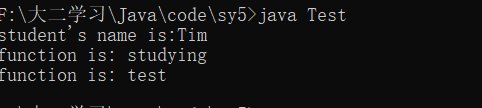 F:\大二学习\Java\code\sy5>java Test
student's name is:Tim
function is: studying
function is: test